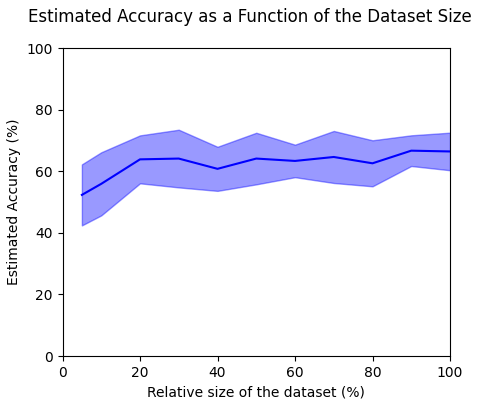 Estimated Accuracy as a Function of the Dataset Size
100
80
60
40
20
0
Estimated Accuracy (%)
0 20 40 60 80 100
Relative size of the dataset (%)